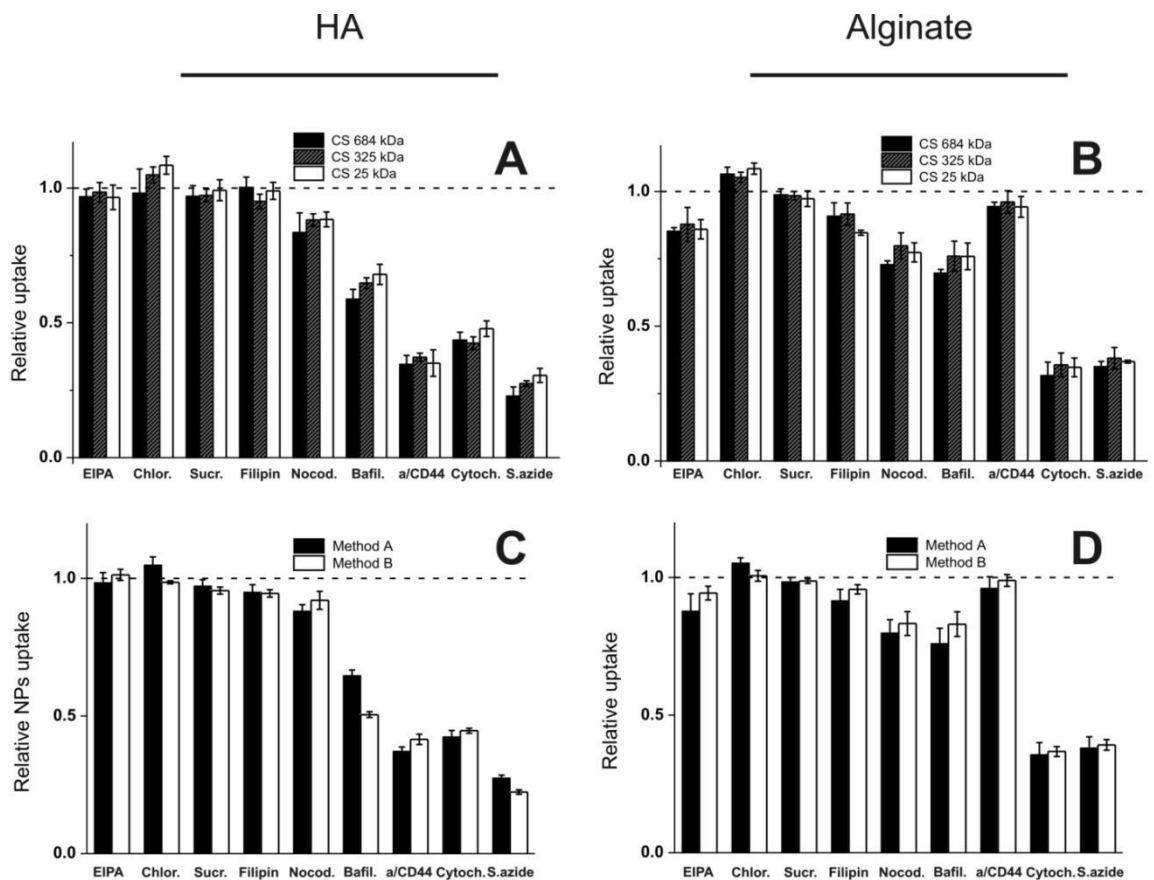 HA
Alginate
A
CS 684 kDa
CS 325 kDa
CS 25 kDa
Relative uptake
1.0
0.5
0.0
EIPA Chlor. Sucr. Filipin Nocod. Bafil. a/CD44 Cytoch. S.azide
B
CS 684 kDa
CS 325 kDa
CS 25 kDa
Relative uptake
1.0
0.5
0.0
EIPA Chlor. Sucr. Filipin Nocod. Bafil. a/CD44 Cytoch. S.azide
C
Method A
Method B
Relative NPs uptake
1.0
0.5
0.0
EIPA Chlor. Sucr. Filipin Nocod. Bafil. a/CD44 Cytoch. S.azide
D
Method A
Method B
Relative uptake
1.0
0.5
0.0
EIPA Chlor. Sucr. Filipin Nocod. Bafil. a/CD44 Cytoch. S.azide